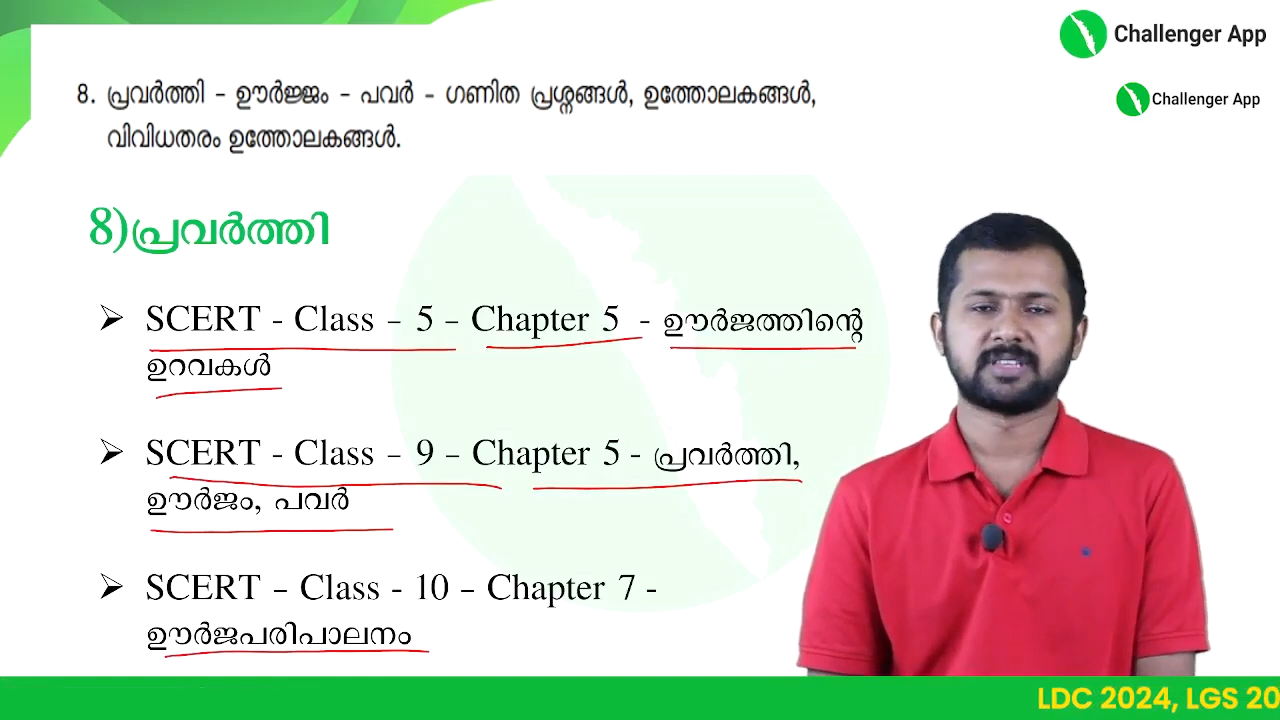 Challenger App
Challenger App
8. പ്രവർത്തി – ഊർജ്ജം – പവർ – ഗണിത പ്രശ്നങ്ങൾ, ഉത്തോലകങ്ങൾ,
വിവിധതരം ഉത്തോലകങ്ങൾ.
8)പ്രവർത്തി
➢ SCERT - Class – 5 – Chapter 5 - ഊർജത്തിന്റെ
ഉറവകൾ
➢ SCERT - Class – 9 – Chapter 5 - പ്രവർത്തി,
ഊർജം, പവർ
➢ SCERT – Class - 10 – Chapter 7 -
ഊർജപരിപാലനം
LDC 2024, LGS 20